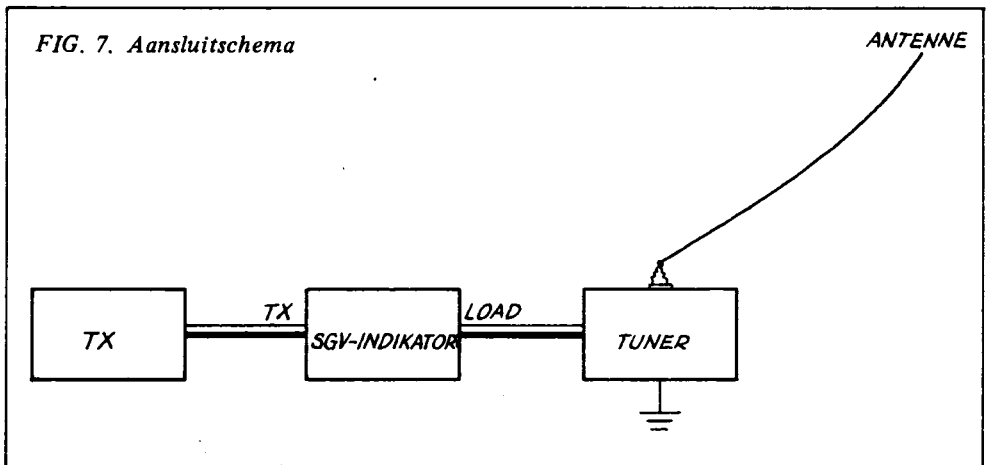 FIG. 7. Aansluitschema
ANTENNE
TX
TX
SGV-INDIKATOR
LOAD
TUNER